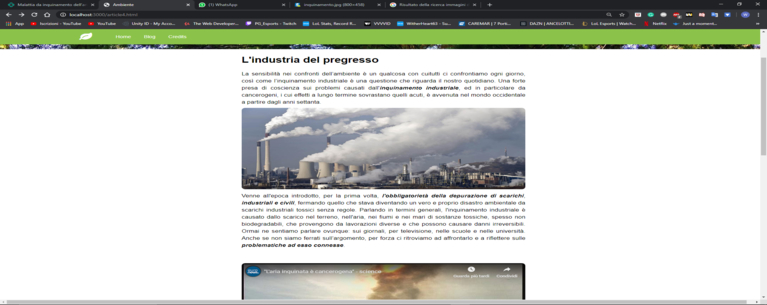 Malattia da inquinamento dell'a
Ambiente
(1) WhatsApp
inquinamento.jpg (800×459)
Risultato della ricerca immagini
localhost:3000/articolo4.html
App
Iscrizioni - YouTube
YouTube
Unity ID - My Acco...
The Web Developer...
PG_Esports - Twitch
LoL Stats, Record R...
VVVVID
WitherHeart63 - Su...
CAREMAR | 7 Porti...
DAZN | ANCELOTTI...
LoL Esports | Watch...
Netflix
Just a moment...
Home Blog Credits
L'industria del pregresso
La sensibilità nei confronti dell'ambiente è un qualcosa con cui tutti ci confrontiamo ogni giorno,
così come l'inquinamento industriale è una questione che riguarda il nostro quotidiano. Una forte
presa di coscienza sui problemi causati dall'inquinamento industriale, ed in particolare da
cancerogeni, i cui effetti a lungo termine sovrastano quelli acuti, è avvenuta nel mondo occidentale
a partire dagli anni settanta.
Venne all'epoca introdotto, per la prima volta, l'obbligatorietà della depurazione di scarichi,
industriali e civili, fermando quello che stava diventando un vero e proprio disastro ambientale da
scarichi industriali tossici senza regole. Parlando in termini generali, l'inquinamento industriale è
causato dallo scarico nel terreno, nell'aria, nei fiumi e nei mari di sostanze tossiche, spesso non
biodegradabili, che provengono da lavorazioni diverse e che possono causare danni irreversibili.
Ormai ne sentiamo parlare ovunque: sui giornali, per televisione, nelle scuole e nelle università.
Anche se non siamo ferrati sull'argomento, per forza ci ritroviamo ad affrontarlo e a riflettere sulle
problematiche ad esso connesse
"L'aria inquinata è cancerogena" - science
Guarda più tardi
Condividi